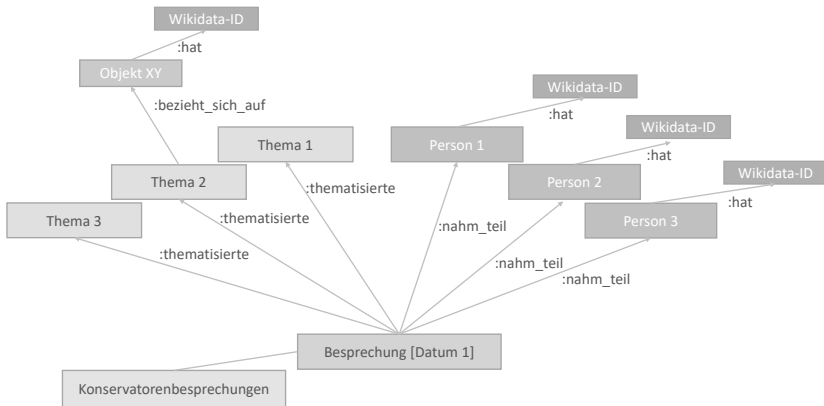 Wikidata-ID
:hat
Objekt XY
:bezieht_sich_auf
Wikidata-ID
:hat
Thema 1
Person 1
Wikidata-ID
:hat
Thema 2
:thematisierte
Person 2
Wikidata-ID
:hat
Thema 3
:thematisierte
Person 3
:nahm_teil
:thematisierte
:nahm_teil
:nahm_teil
Besprechung [Datum 1]
Konservatorenbesprechungen